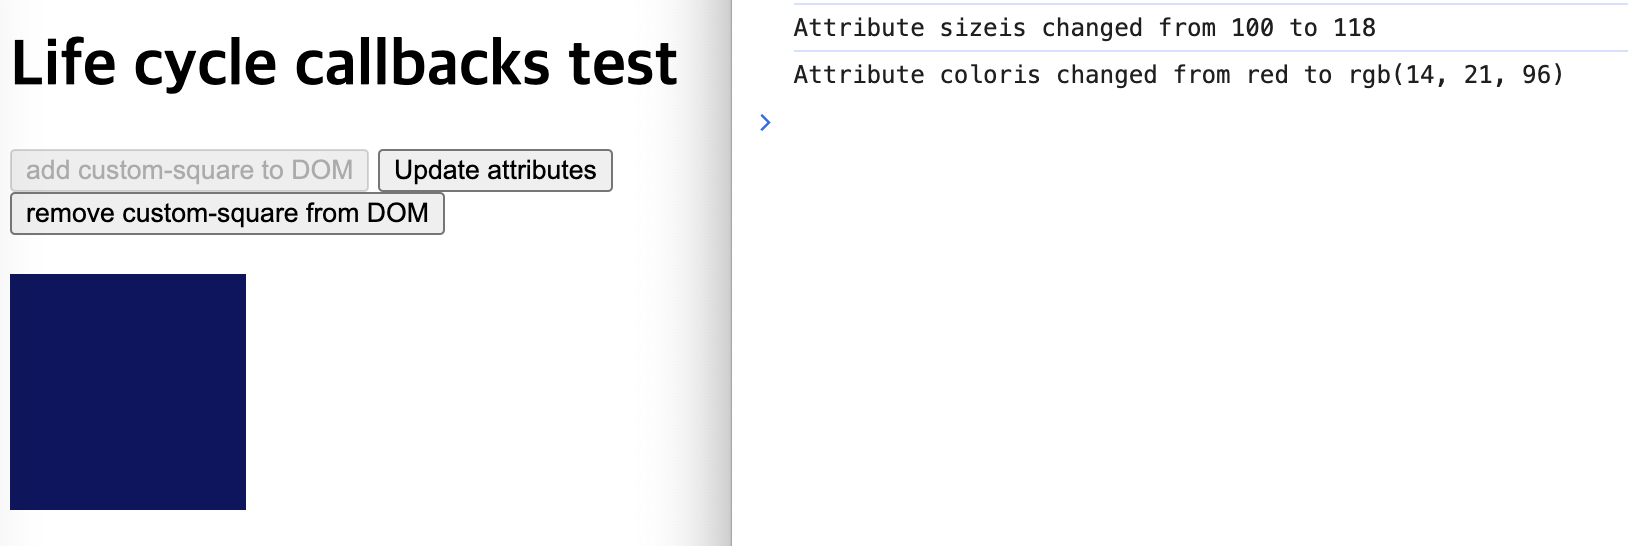 Life cycle callbacks test
add custom-square to DOM Update attributes
remove custom-square from DOM
Attribute sizeis changed from 100 to 118
Attribute coloris changed from red to rgb(14, 21, 96)